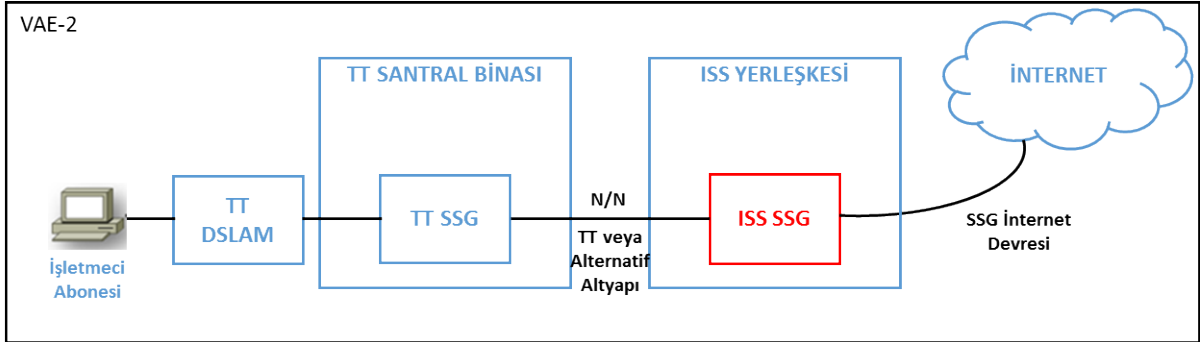 VAE-2
TT SANTRAL BİNASI
ISS YERLEŞKESİ
İNTERNET
TT
DSLAM
TT SSG
N/N
ISS SSG
TT veya
Alternatif
Altyapı
SSG İnternet
Devresi
İşletmeci
Abonesi